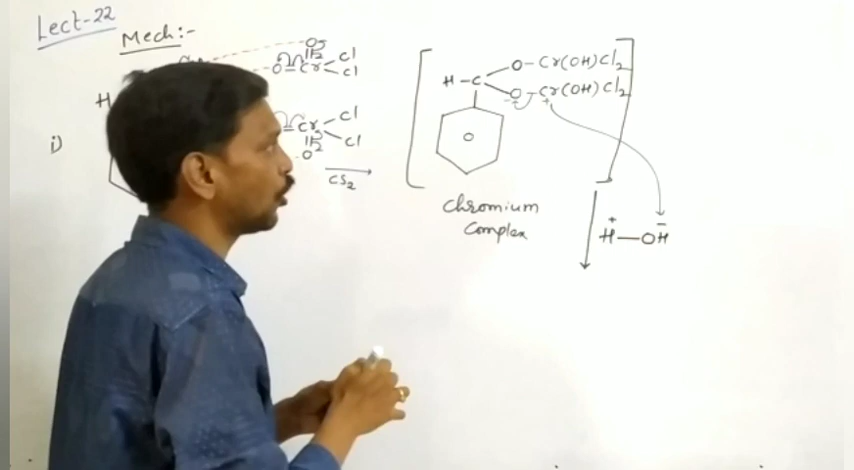 Lect-22
Mech:-
i)
H
O
O=Cr Cl
Cl
Cr Cl
Cl
O
CS2
H-C O-Cr(OH)Cl2
O-Cr(OH)Cl2
- +
Chromium
Complex
+ -
H—OH